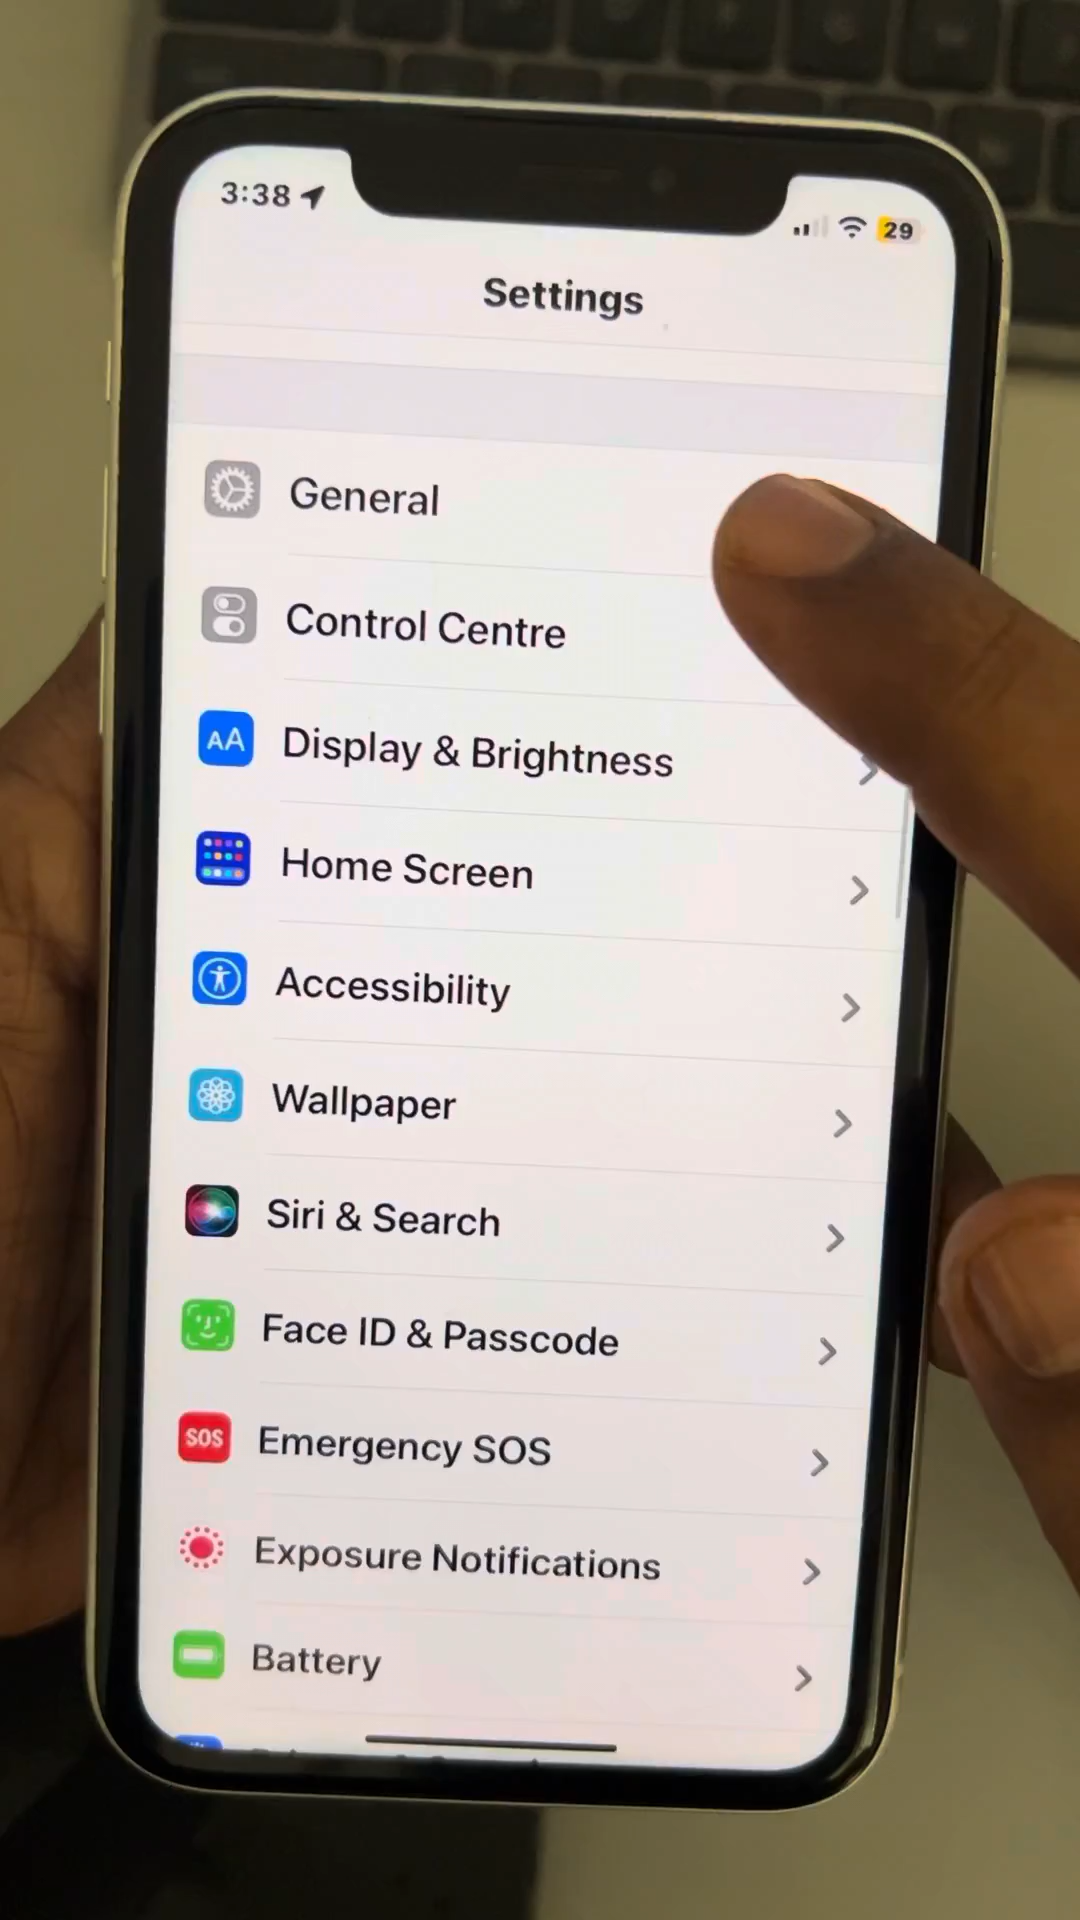 3:38
29
Settings
General
Control Centre
AA
Display & Brightness
Home Screen
Accessibility
Wallpaper
Siri & Search
Face ID & Passcode
SOS
Emergency SOS
Exposure Notifications
Battery